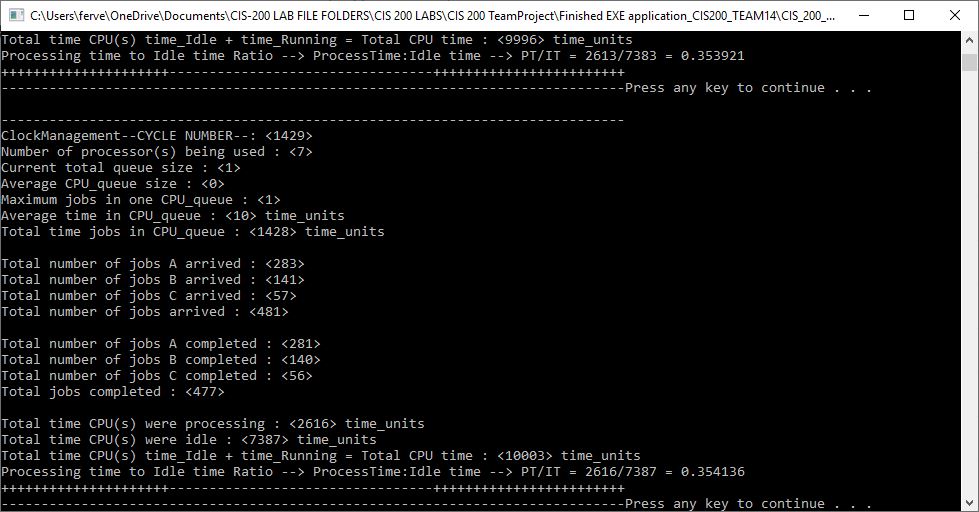 C:\Users\ferve\OneDrive\Documents\CIS-200 LAB FILE FOLDERS\CIS 200 LABS\CIS 200 TeamProject\Finished EXE application_CIS200_TEAM14\CIS_200_...
Total time CPU(s) time_Idle + time_Running = Total CPU time : <9996> time_units
Processing time to Idle time Ratio --> ProcessTime:Idle time --> PT/IT = 2613/7383 = 0.353921
+++++++++++++++++++++---------------------------------++++++++++++++++++++++++
------------------------------------------------------------------------------Press any key to continue . . .
------------------------------------------------------------------------------
ClockManagement--CYCLE NUMBER--: <1429>
Number of processor(s) being used : <7>
Current total queue size : <1>
Average CPU_queue size : <0>
Maximum jobs in one CPU_queue : <1>
Average time in CPU_queue : <10> time_units
Total time jobs in CPU_queue : <1428> time_units
Total number of jobs A arrived : <283>
Total number of jobs B arrived : <141>
Total number of jobs C arrived : <57>
Total number of jobs arrived : <481>
Total number of jobs A completed : <281>
Total number of jobs B completed : <140>
Total number of jobs C completed : <56>
Total jobs completed : <477>
Total time CPU(s) were processing : <2616> time_units
Total time CPU(s) were idle : <7387> time_units
Total time CPU(s) time_Idle + time_Running = Total CPU time : <10003> time_units
Processing time to Idle time Ratio --> ProcessTime:Idle time --> PT/IT = 2616/7387 = 0.354136
+++++++++++++++++++++---------------------------------++++++++++++++++++++++++
------------------------------------------------------------------------------Press any key to continue . . .